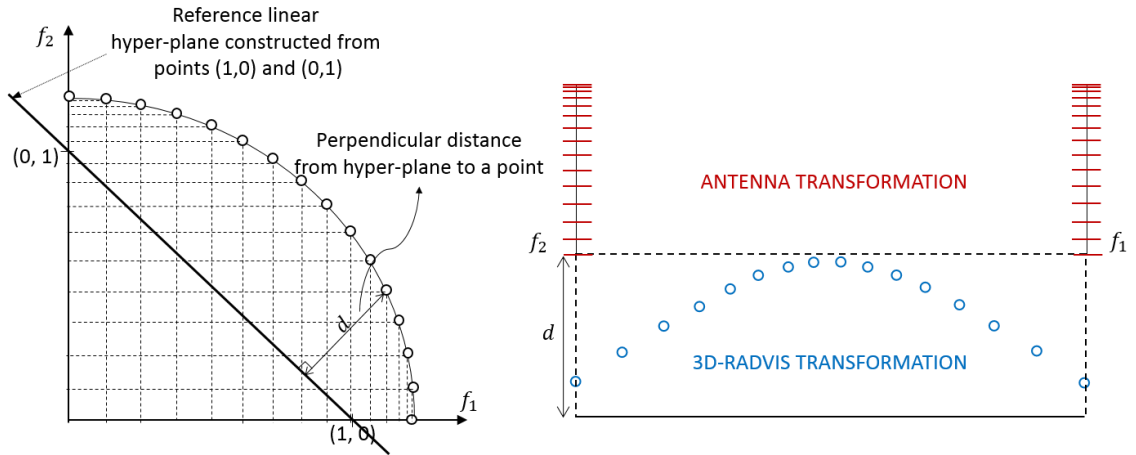 Reference linear
hyper-plane constructed from
points (1,0) and (0,1)
f₂
(0, 1)
Perpendicular distance
from hyper-plane to a point
d
f₁
(1, 0)
ANTENNA TRANSFORMATION
f₂
f₁
d
3D-RADVIS TRANSFORMATION